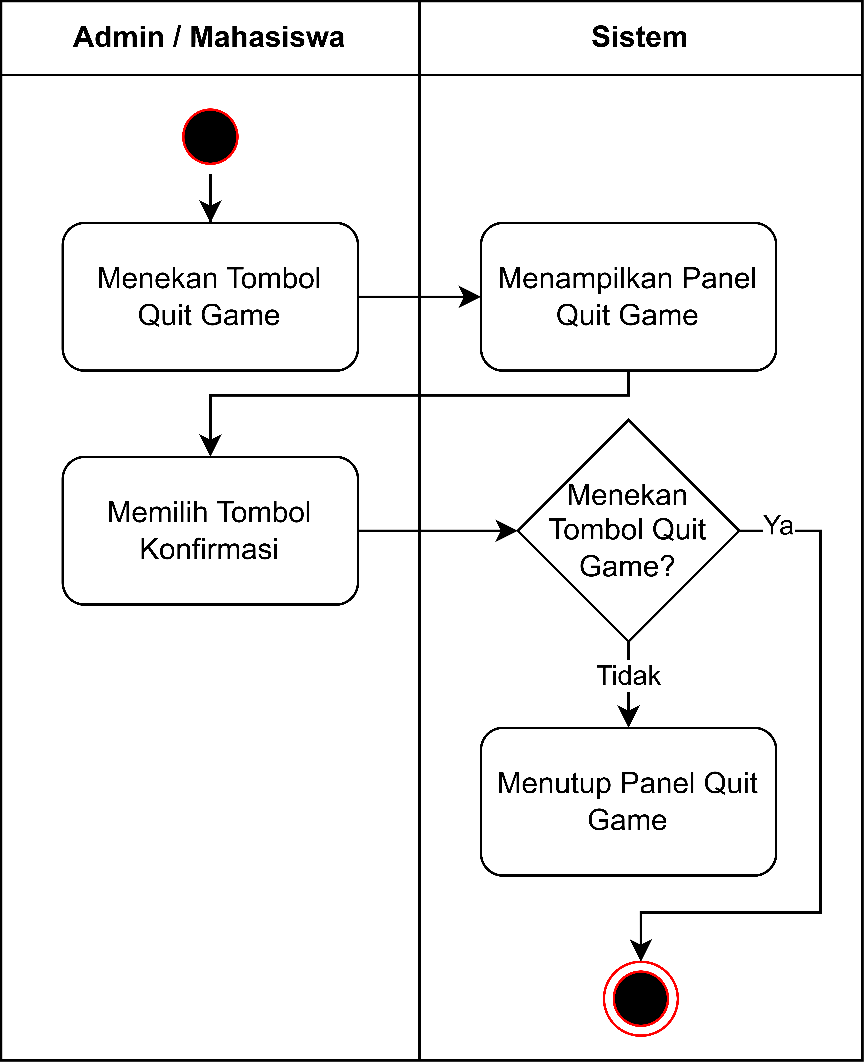 Admin / Mahasiswa
Sistem
Menekan Tombol
Quit Game
Menampilkan Panel
Quit Game
Memilih Tombol
Konfirmasi
Menekan
Tombol Quit
Game?
Ya
Tidak
Menutup Panel Quit
Game